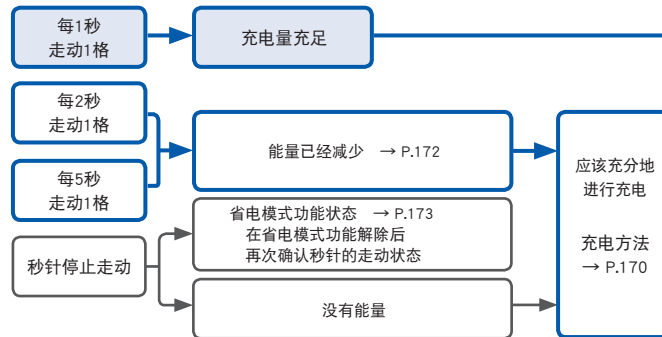 每1秒
走动1格
充电量充足
每2秒
走动1格
每5秒
走动1格
能量已经减少 → P.172
应该充分地
进行充电
充电方法
→ P.170
秒针停止走动
省电模式功能状态 → P.173
在省电模式功能解除后
再次确认秒针的走动状态
没有能量